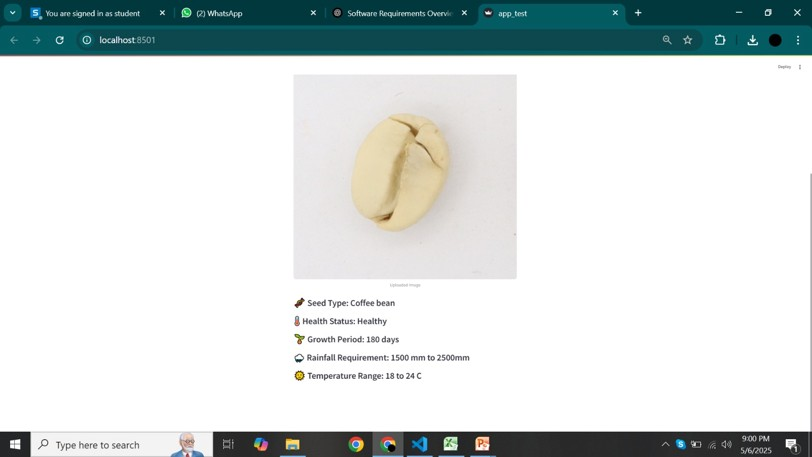 You are signed in as student
(2) WhatsApp
Software Requirements Overvie
app_test
localhost:8501
Deploy
Uploaded Image
Seed Type: Coffee bean
Health Status: Healthy
Growth Period: 180 days
Rainfall Requirement: 1500 mm to 2500mm
Temperature Range: 18 to 24 C
Type here to search
9:00 PM
5/6/2025
1